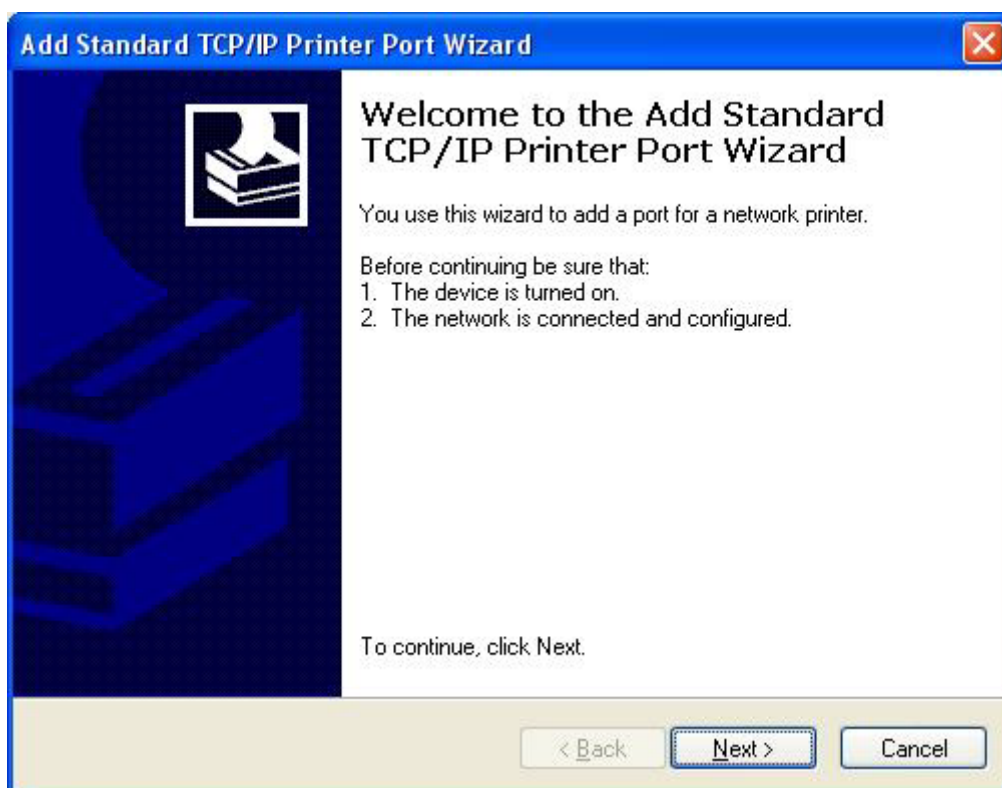 Add Standard TCP/IP Printer Port Wizard
Welcome to the Add Standard
TCP/IP Printer Port Wizard
You use this wizard to add a port for a network printer.
Before continuing be sure that:
1. The device is turned on.
2. The network is connected and configured.
To continue, click Next.
< Back
Next >
Cancel